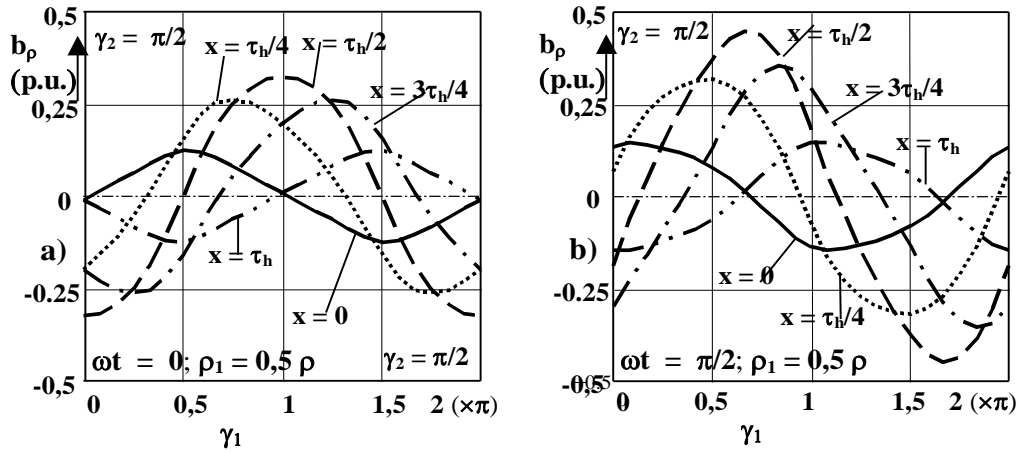 0,5
b_ρ
(p.u.)
γ₂ = π/2
x = τ_h/4
x = τ_h/2
x = 3τ_h/4
0,25
0
a)
x = τ_h
-0.25
x = 0
ωt = 0; ρ₁ = 0,5 ρ
γ₂ = π/2
-0,5
0
0,5
1
1,5
2 (×π)
γ₁
0,5
b_ρ
(p.u.)
γ₂ = π/2
x = τ_h/2
0,25
x = 3τ_h/4
x = τ_h
0
b)
x = 0
-0.25
x = τ_h/4
ωt = π/2; ρ₁ = 0,5 ρ
0
0,5
1
1,5
2 (×π)
γ₁